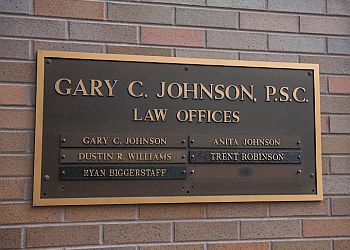 GARY C. JOHNSON, P.S.C.
LAW OFFICES
GARY C. JOHNSON
ANITA JOHNSON
DUSTIN R. WILLIAMS
TRENT ROBINSON
RYAN BIGGERSTAFF